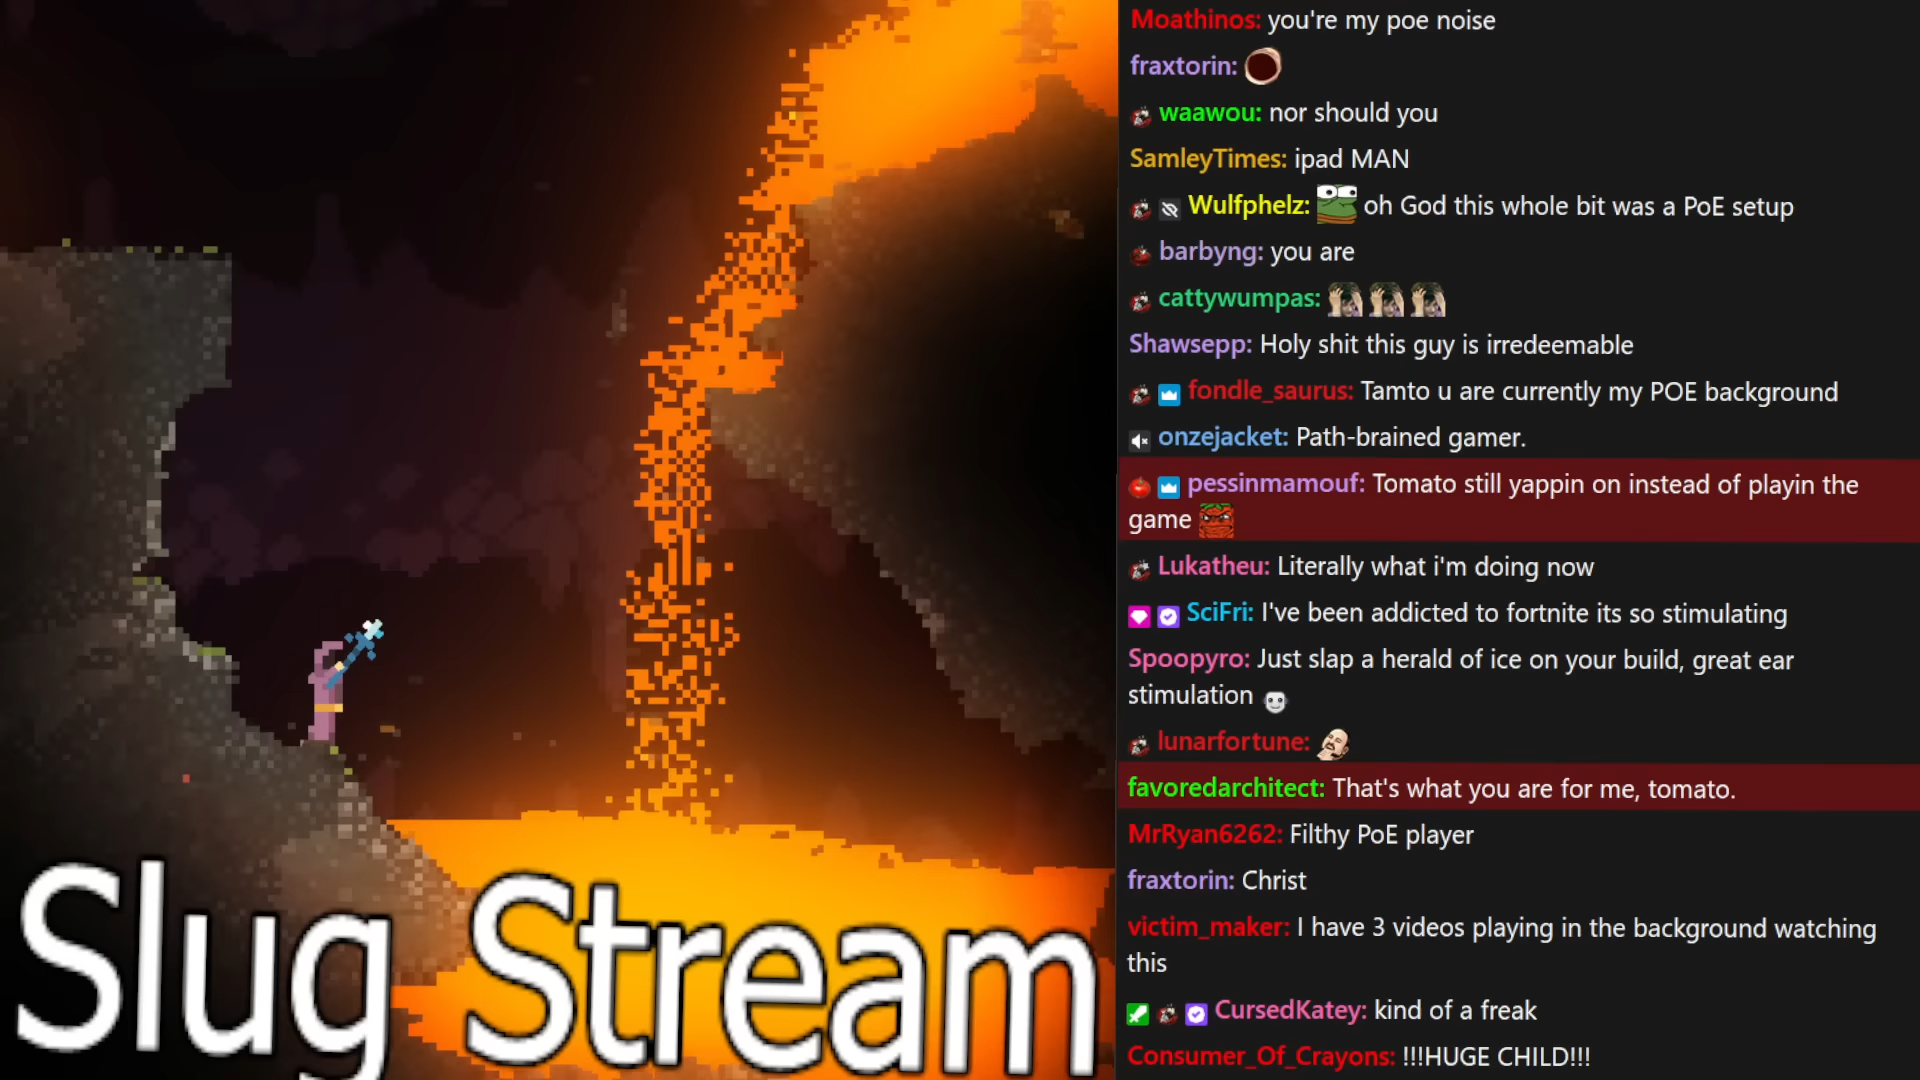 Moathinos: you're my poe noise
fraxtorin:
waawou: nor should you
SamleyTimes: ipad MAN
Wulfphelz: oh God this whole bit was a PoE setup
barbyng: you are
cattywumpas:
Shawsepp: Holy shit this guy is irredeemable
fondle_saurus: Tamto u are currently my POE background
onzejacket: Path-brained gamer.
pessinmamouf: Tomato still yappin on instead of playin the
game
Lukatheu: Literally what i'm doing now
SciFri: I've been addicted to fortnite its so stimulating
Spoopyro: Just slap a herald of ice on your build, great ear
stimulation
lunarfortune:
favoredarchitect: That's what you are for me, tomato.
MrRyan6262: Filthy PoE player
fraxtorin: Christ
victim_maker: I have 3 videos playing in the background watching
this
CursedKatey: kind of a freak
Consumer_Of_Crayons: !!!HUGE CHILD!!!
Slug Stream